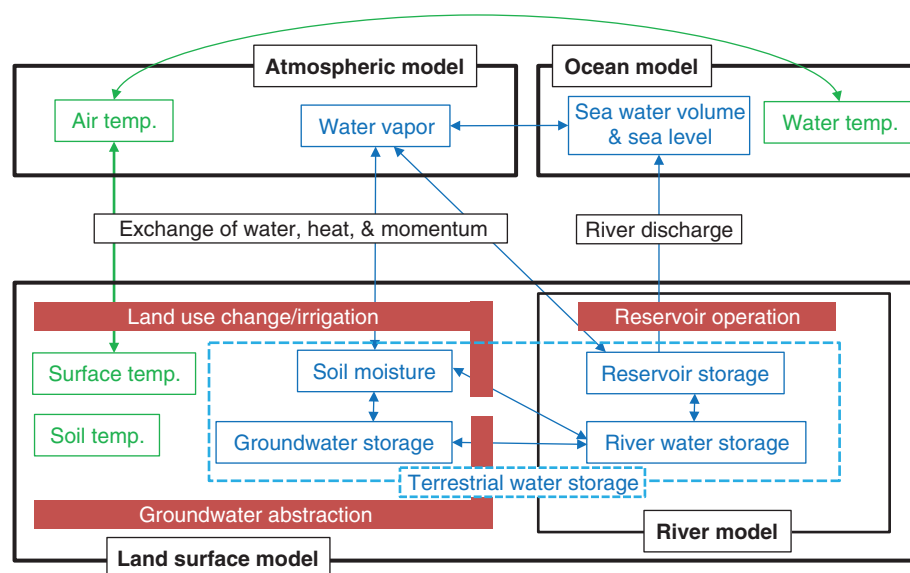 Atmospheric model
Ocean model
Air temp.
Water vapor
Sea water volume
& sea level
Water temp.
Exchange of water, heat, & momentum
River discharge
Land use change/irrigation
Reservoir operation
Surface temp.
Soil moisture
Reservoir storage
Soil temp.
Groundwater storage
River water storage
Terrestrial water storage
Groundwater abstraction
River model
Land surface model